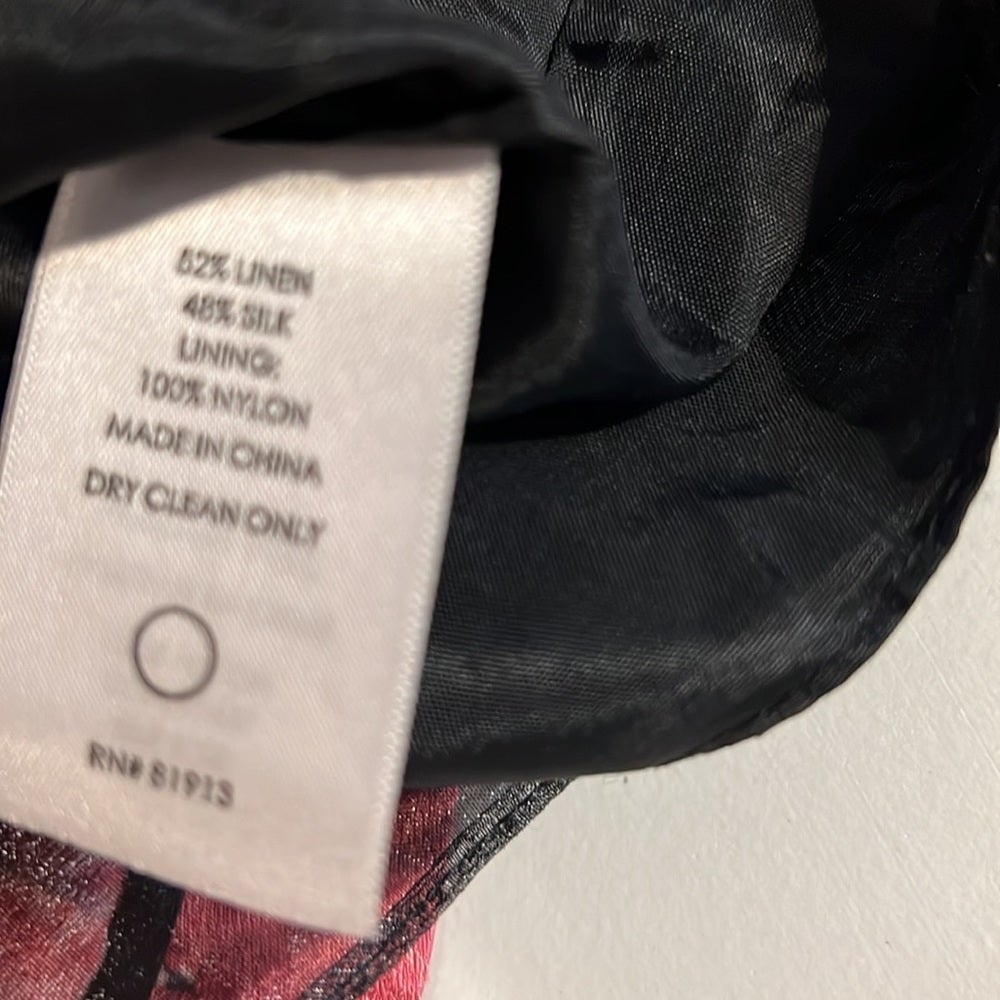 52% LINEN
48% SILK
LINING:
100% NYLON
MADE IN CHINA
DRY CLEAN ONLY
RN# 81913